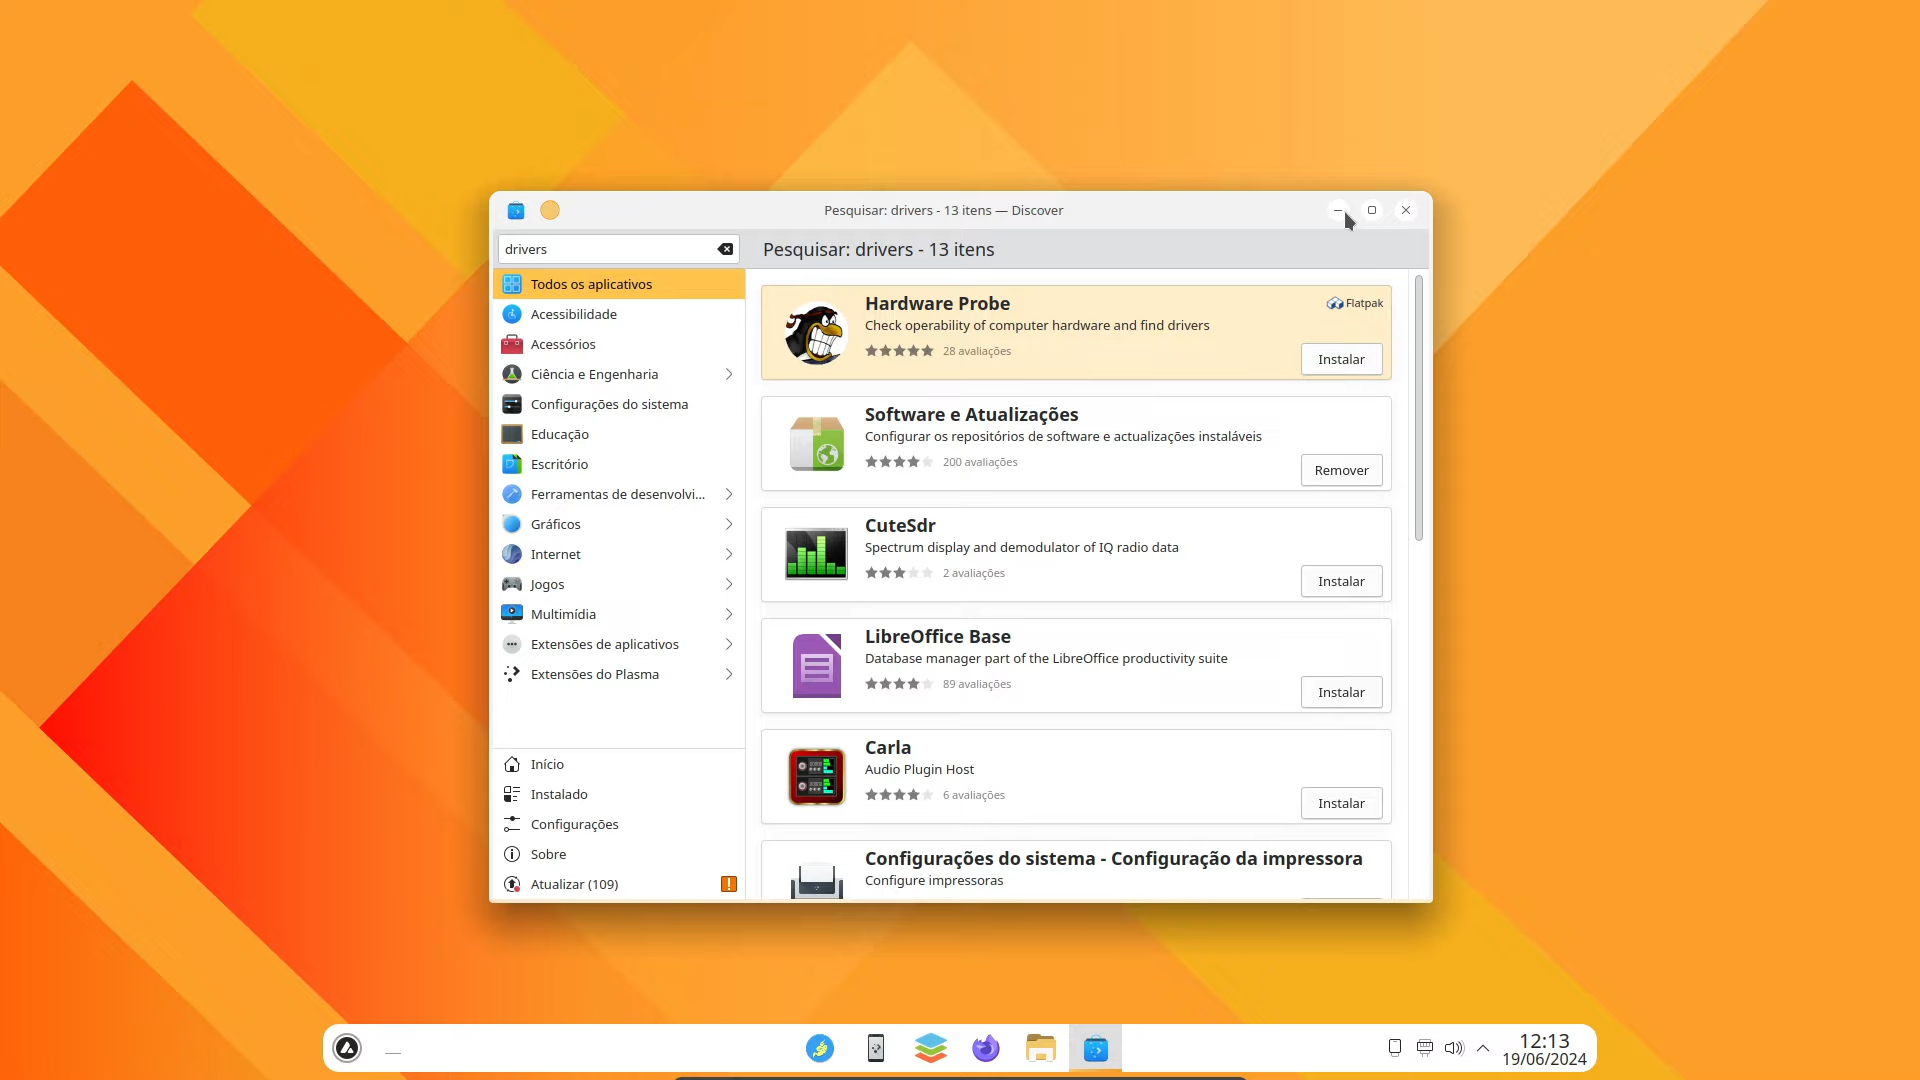 Pesquisar: drivers - 13 itens — Discover
drivers
Pesquisar: drivers - 13 itens
Todos os aplicativos
Acessibilidade
Acessórios
Ciência e Engenharia
Configurações do sistema
Educação
Escritório
Ferramentas de desenvolvi...
Gráficos
Internet
Jogos
Multimídia
Extensões de aplicativos
Extensões do Plasma
Início
Instalado
Configurações
Sobre
Atualizar (109)
Hardware Probe
Flatpak
Check operability of computer hardware and find drivers
28 avaliações
Instalar
Software e Atualizações
Configurar os repositórios de software e actualizações instaláveis
200 avaliações
Remover
CuteSdr
Spectrum display and demodulator of IQ radio data
2 avaliações
Instalar
LibreOffice Base
Database manager part of the LibreOffice productivity suite
89 avaliações
Instalar
Carla
Audio Plugin Host
6 avaliações
Instalar
Configurações do sistema - Configuração da impressora
Configure impressoras
12:13
19/06/2024